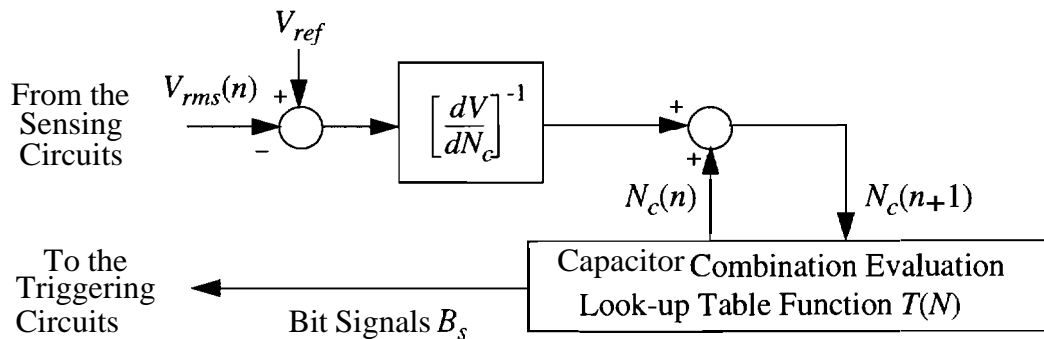 V_ref
From the
Sensing
Circuits
V_rms(n)
+
−
[dV/dN_c]^-1
+
+
N_c(n)
N_c(n+1)
To the
Triggering
Circuits
Bit Signals B_s
Capacitor Combination Evaluation
Look-up Table Function T(N)